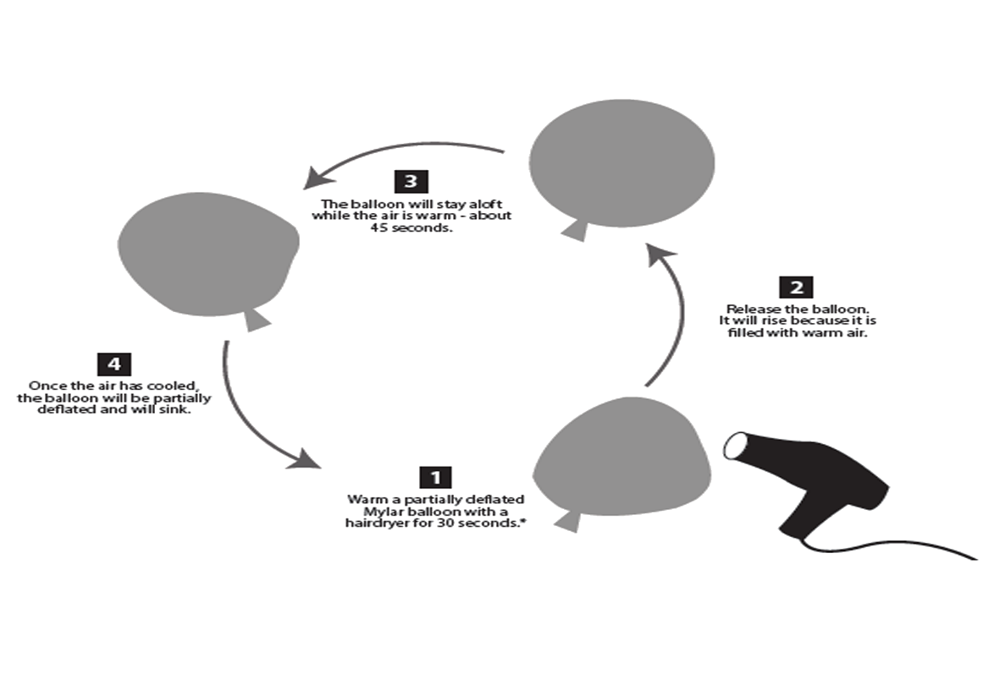 3
The balloon will stay aloft
while the air is warm - about
45 seconds.
2
Release the balloon.
It will rise because it is
filled with warm air.
4
Once the air has cooled,
the balloon will be partially
deflated and will sink.
1
Warm a partially deflated
Mylar balloon with a
hairdryer for 30 seconds.*